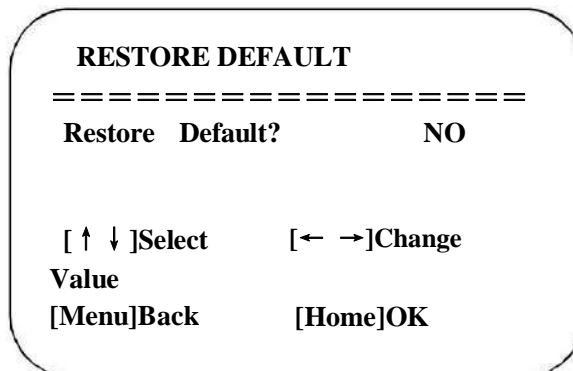 RESTORE DEFAULT
=================
Restore Default? NO
[↑ ↓]Select [← →]Change
Value
[Menu]Back [Home]OK